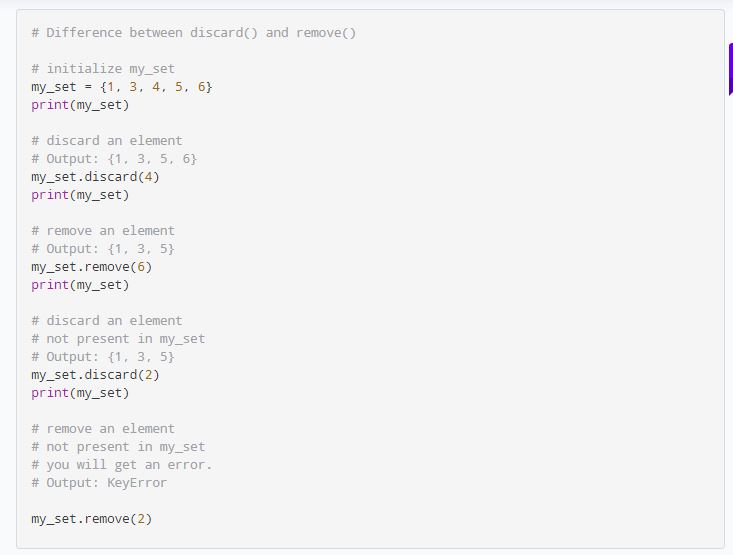 # Difference between discard() and remove()
# initialize my_set
my_set = {1, 3, 4, 5, 6}
print(my_set)
# discard an element
# Output: {1, 3, 5, 6}
my_set.discard(4)
print(my_set)
# remove an element
# Output: {1, 3, 5}
my_set.remove(6)
print(my_set)
# discard an element
# not present in my_set
# Output: {1, 3, 5}
my_set.discard(2)
print(my_set)
# remove an element
# not present in my_set
# you will get an error.
# Output: KeyError
my_set.remove(2)